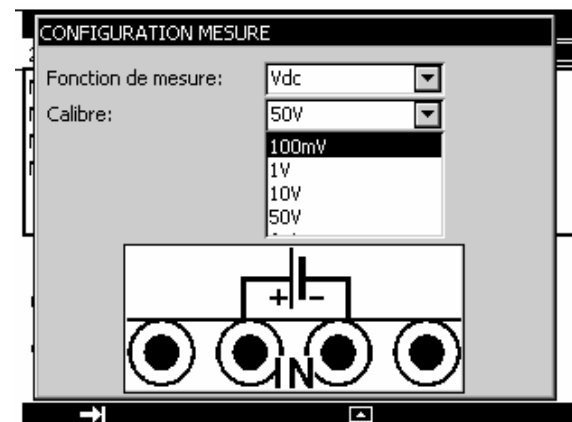 CONFIGURATION MESURE
Fonction de mesure: Vdc
Calibre: 50V
100mV
1V
10V
50V
+ -
IN